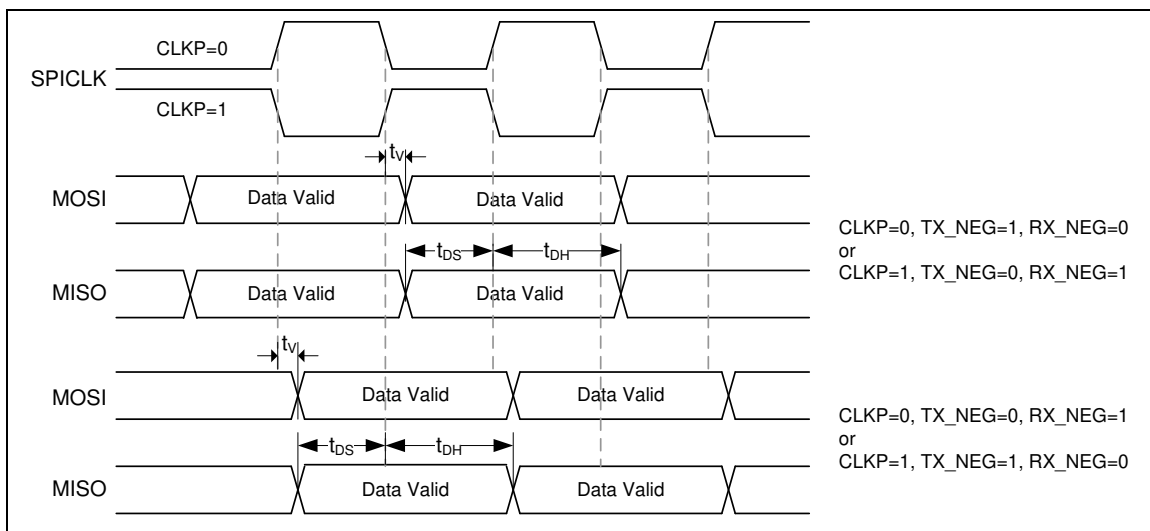 CLKP=0
SPICLK
CLKP=1
tV
MOSI
Data Valid
Data Valid
CLKP=0, TX_NEG=1, RX_NEG=0
or
CLKP=1, TX_NEG=0, RX_NEG=1
tDS
tDH
MISO
Data Valid
Data Valid
tV
MOSI
Data Valid
Data Valid
CLKP=0, TX_NEG=0, RX_NEG=1
or
CLKP=1, TX_NEG=1, RX_NEG=0
tDS
tDH
MISO
Data Valid
Data Valid